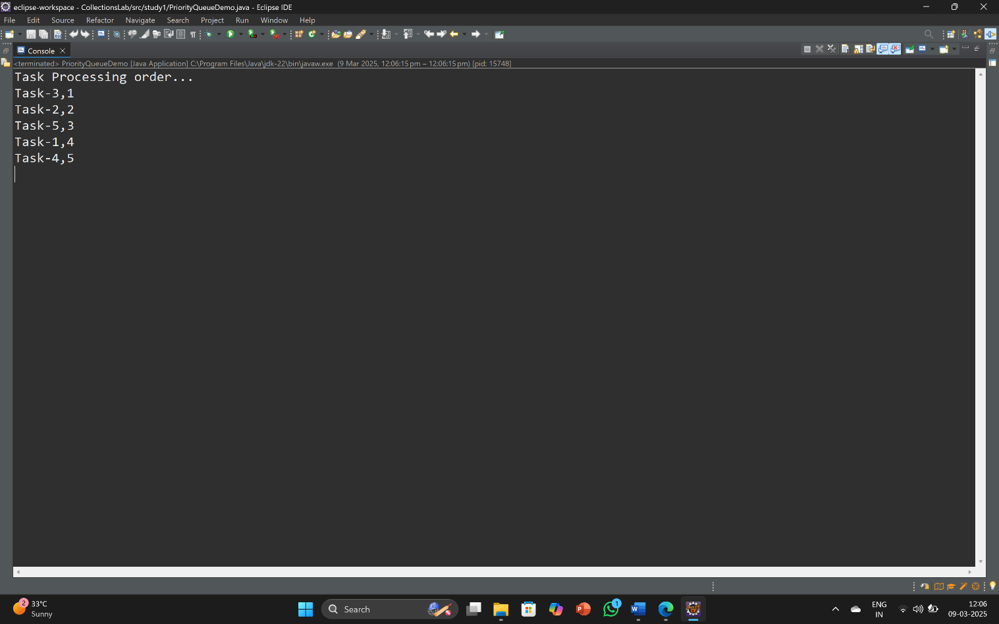 eclipse-workspace - CollectionsLab/src/study1/PriorityQueueDemo.java - Eclipse IDE
File Edit Source Refactor Navigate Search Project Run Window Help
Console
<terminated> PriorityQueueDemo [Java Application] C:\Program Files\Java\jdk-22\bin\javaw.exe (9 Mar 2025, 12:06:15 pm – 12:06:15 pm) [pid: 15748]
Task Processing order...
Task-3,1
Task-2,2
Task-5,3
Task-1,4
Task-4,5
2
33°C
Sunny
Search
1
ENG
IN
12:06
09-03-2025